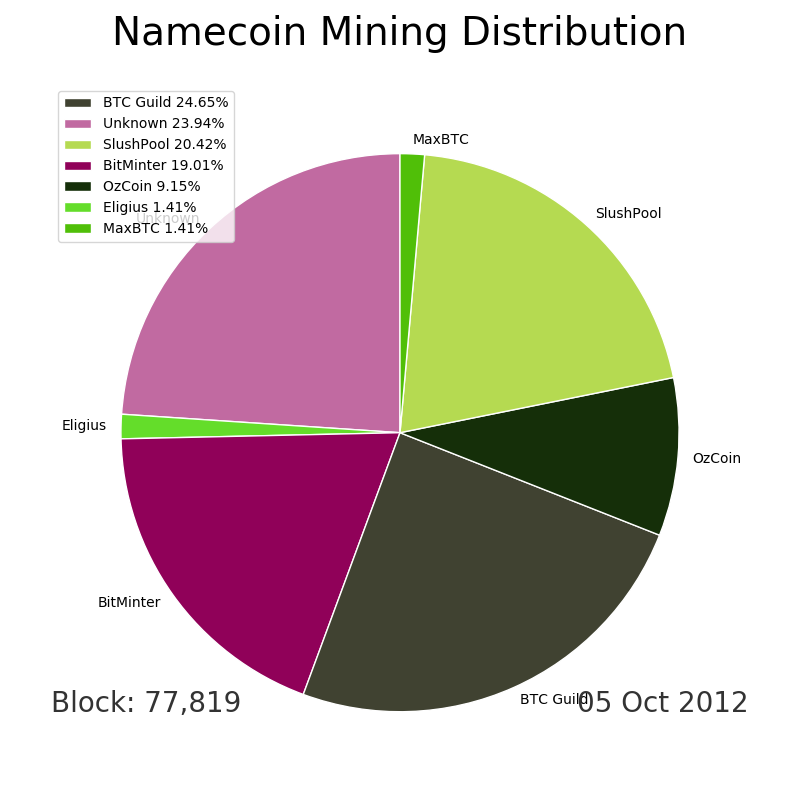 Namecoin Mining Distribution
BTC Guild 24.65%
Unknown 23.94%
SlushPool 20.42%
BitMinter 19.01%
OzCoin 9.15%
Eligius 1.41%
MaxBTC 1.41%
MaxBTC
SlushPool
Unknown
Eligius
OzCoin
BitMinter
BTC Guild
Block: 77,819
05 Oct 2012